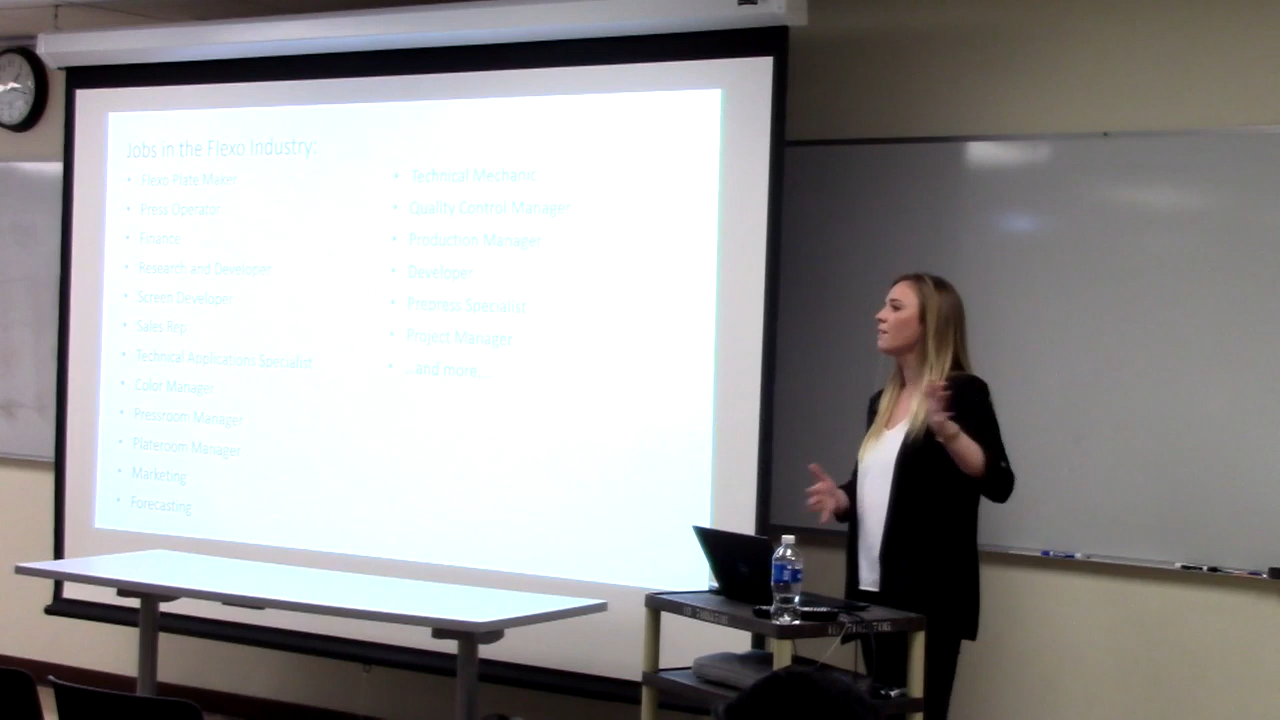 Jobs in the Flexo Industry:
• Flexo Plate Maker
• Press Operator
• Finance
• Research and Developer
• Screen Developer
• Sales Rep
• Technical Applications Specialist
• Color Manager
• Pressroom Manager
• Plateroom Manager
• Marketing
• Forecasting
• Technical Mechanic
• Quality Control Manager
• Production Manager
• Developer
• Prepress Specialist
• Project Manager
• ...and more...